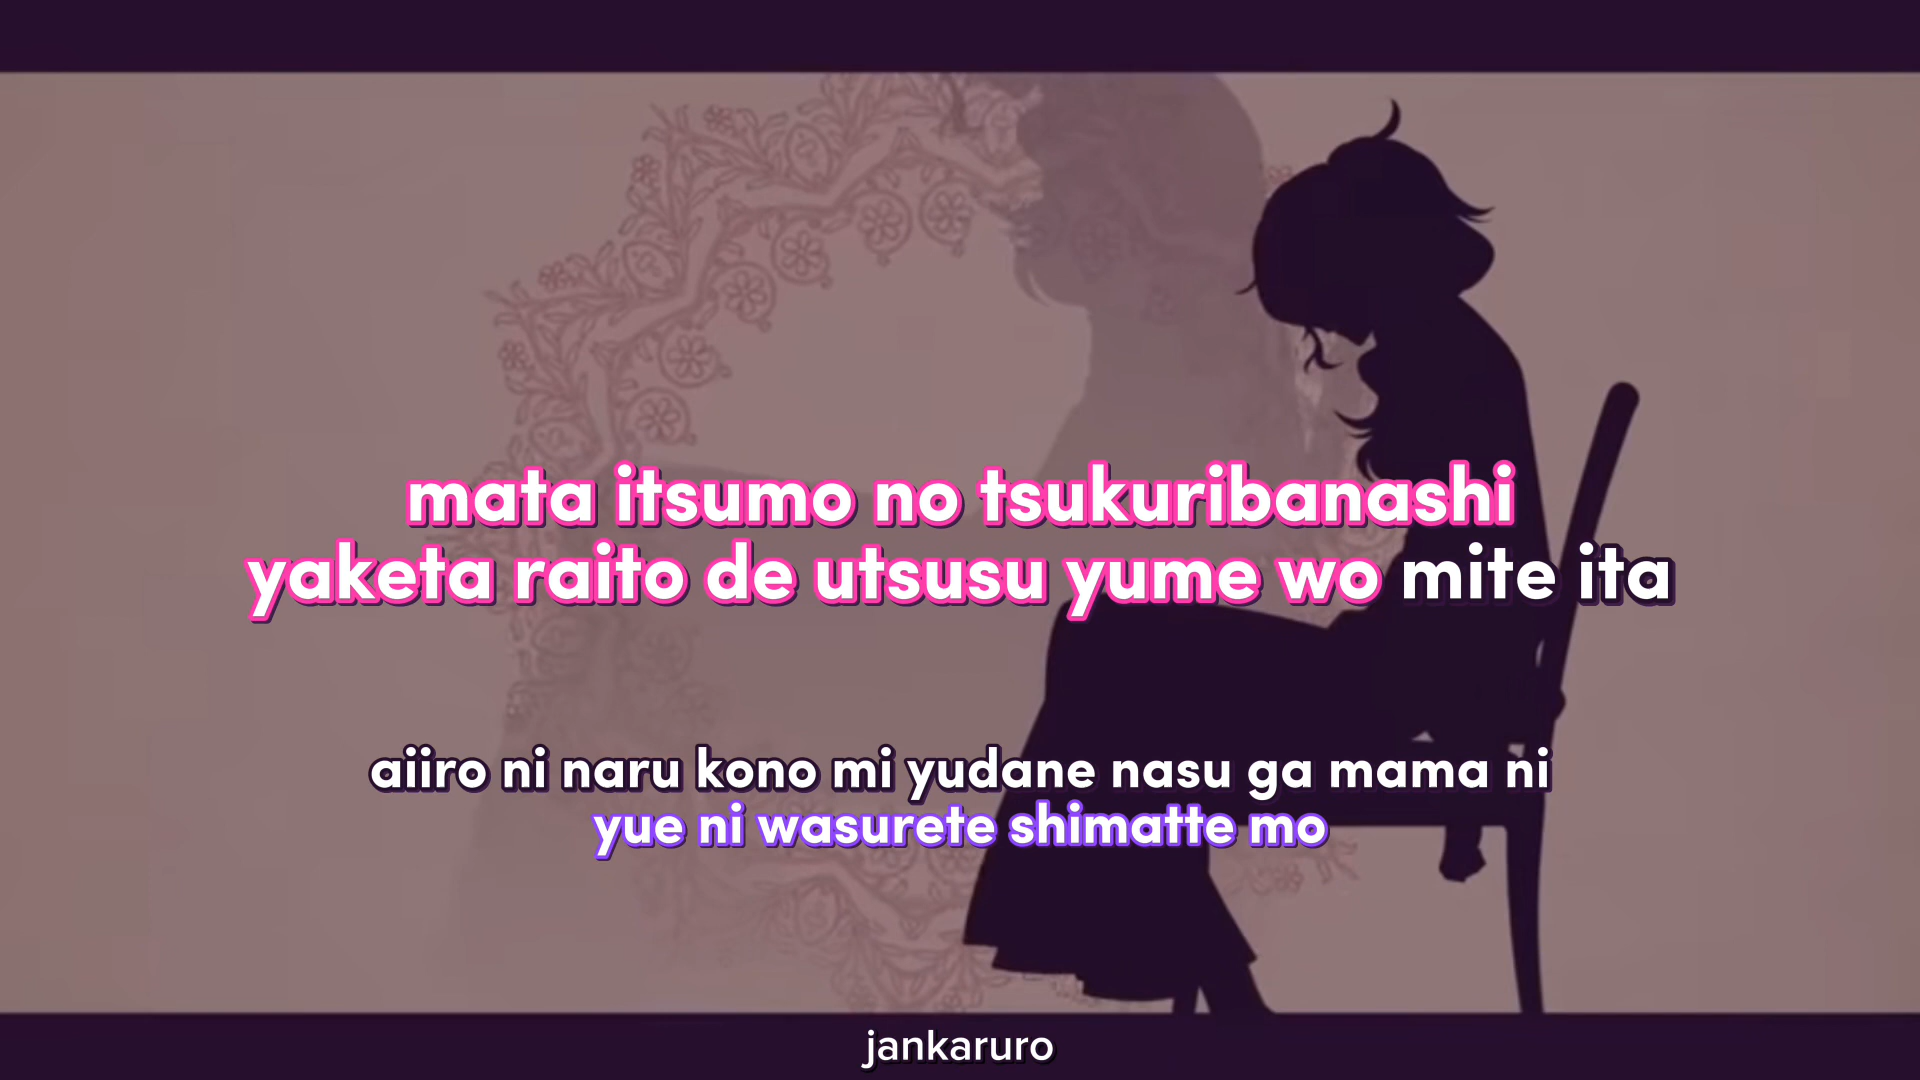 mata itsumo no tsukuribanashi
yaketa raito de utsusu yume wo mite ita
aiiro ni naru kono mi yudane nasu ga mama ni
yue ni wasurete shimatte mo
jankaruro